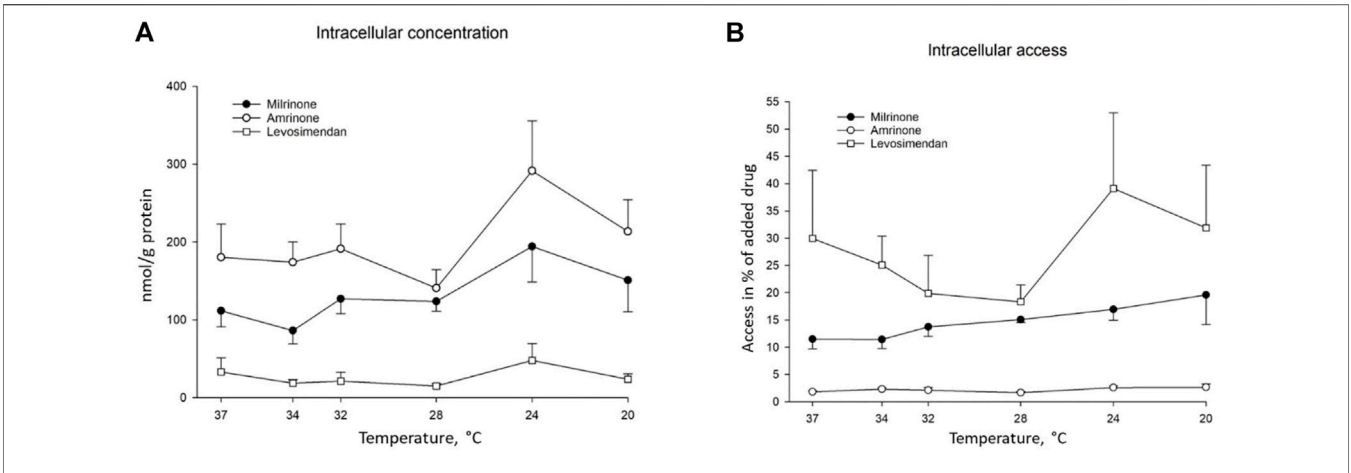 A
Intracellular concentration
400
300
200
100
0
nmol/g protein
Milrinone
Amrinone
Levosimendan
37 34 32 28 24 20
Temperature, °C
B
Intracellular access
55
50
45
40
35
30
25
20
15
10
5
0
Access in % of added drug
Milrinone
Amrinone
Levosimendan
37 34 32 28 24 20
Temperature, °C